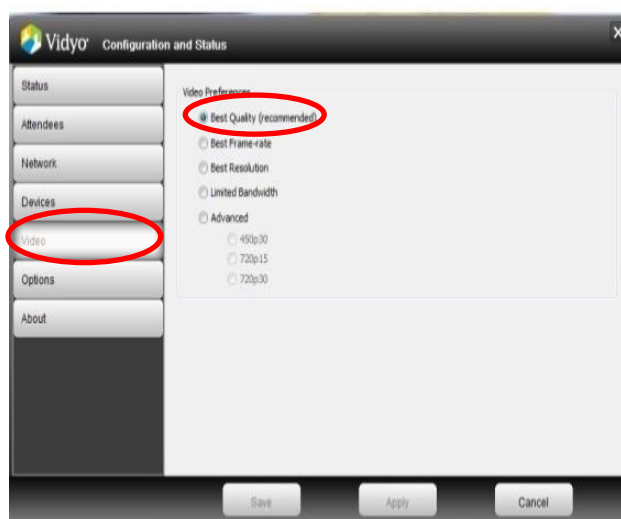 Vidyo Configuration and Status
X
Status
Attendees
Network
Devices
Video
Options
About
Video Preferences
Best Quality (recommended)
Best Frame-rate
Best Resolution
Limited Bandwidth
Advanced
450p30
720p15
720p30
Save
Apply
Cancel